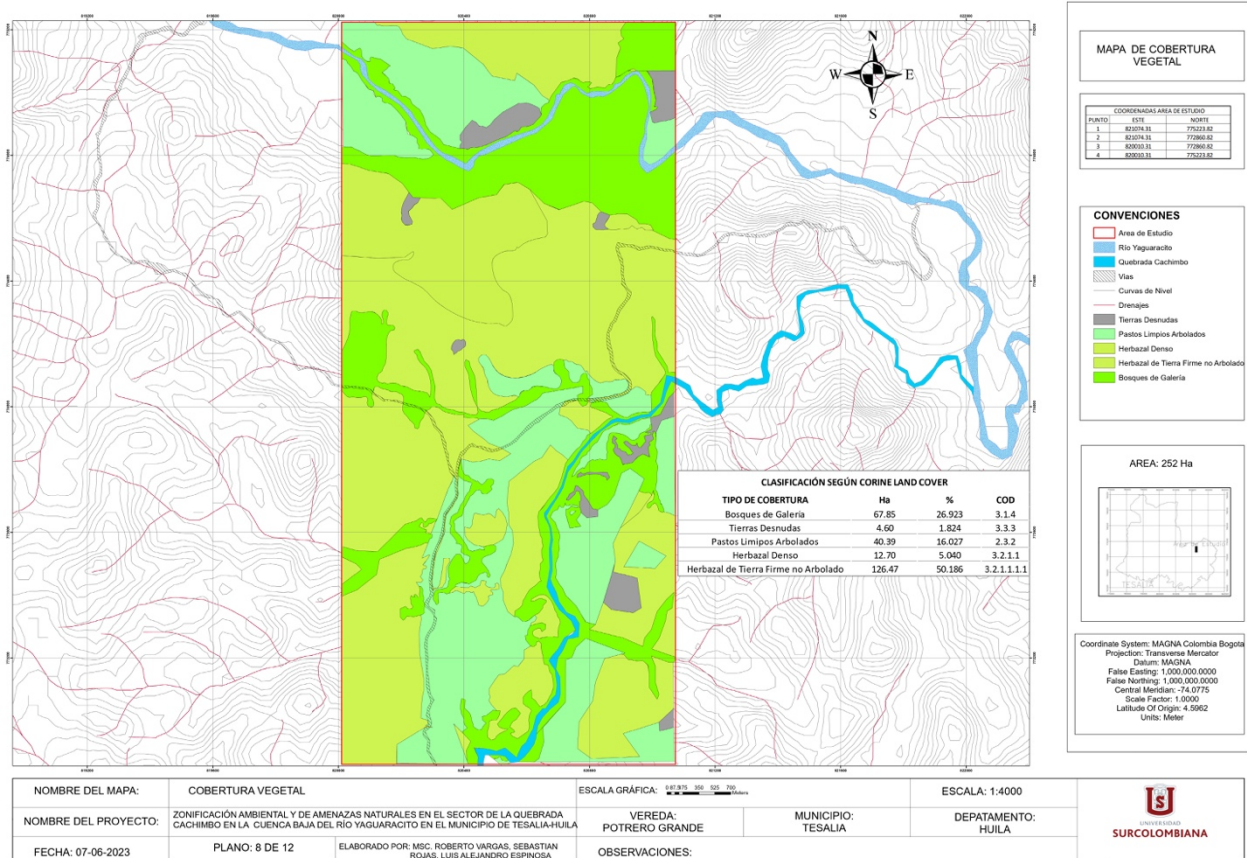 N
W
E
S
MAPA DE COBERTURA
VEGETAL
COORDENADAS AREA DE ESTUDIO
PUNTO ESTE NORTE
1 821074.31 775223.82
2 821074.31 772860.82
3 820010.31 772860.82
4 820010.31 775223.82
CONVENCIONES
Area de Estudio
Río Yaguaracito
Quebrada Cachimbo
Vias
Curvas de Nivel
Drenajes
Tierras Desnudas
Pastos Limpios Arbolados
Herbazal Denso
Herbazal de Tierra Firme no Arbolado
Bosques de Galería
CLASIFICACIÓN SEGÚN CORINE LAND COVER
TIPO DE COBERTURA Ha % COD
Bosques de Galería 67.85 26.923 3.1.4
Tierras Desnudas 4.60 1.824 3.3.3
Pastos Limipos Arbolados 40.39 16.027 2.3.2
Herbazal Denso 12.70 5.040 3.2.1.1
Herbazal de Tierra Firme no Arbolado 126.47 50.186 3.2.1.1.1.1
AREA: 252 Ha
TESALIA
Coordinate System: MAGNA Colombia Bogota
Projection: Transverse Mercator
Datum: MAGNA
False Easting: 1,000,000.0000
False Northing: 1,000,000.0000
Central Meridian: -74.0775
Scale Factor: 1.0000
Latitude Of Origin: 4.5962
Units: Meter
NOMBRE DEL MAPA: COBERTURA VEGETAL
ESCALA GRÁFICA: 350 525 700
ESCALA: 1:4000
NOMBRE DEL PROYECTO: ZONIFICACIÓN AMBIENTAL Y DE AMENAZAS NATURALES EN EL SECTOR DE LA QUEBRADA
CACHIMBO EN LA CUENCA BAJA DEL RÍO YAGUARACITO EN EL MUNICIPIO DE TESALIA-HUILA
VEREDA:
POTRERO GRANDE
MUNICIPIO:
TESALIA
DEPATAMENTO:
HUILA
FECHA: 07-06-2023
PLANO: 8 DE 12
ELABORADO POR: MSC. ROBERTO VARGAS, SEBASTIAN
ROJAS, LUIS ALEJANDRO ESPINOSA
OBSERVACIONES:
UNIVERSIDAD
SURCOLOMBIANA